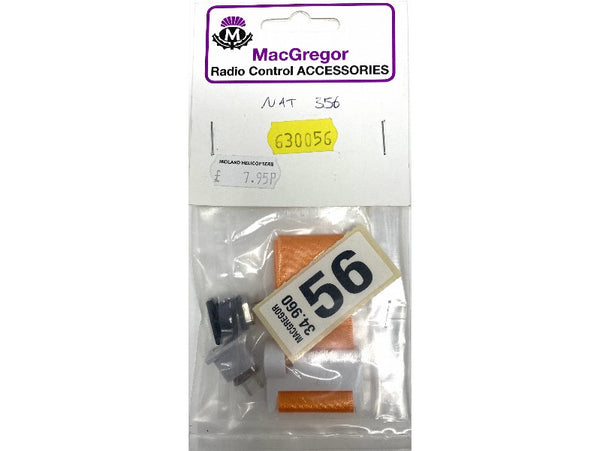 M
MacGregor
Radio Control ACCESSORIES
NAT 356
630056
MIDLAND HELICOPTERS
£ 7.95P
56
MACGREGOR
34.960